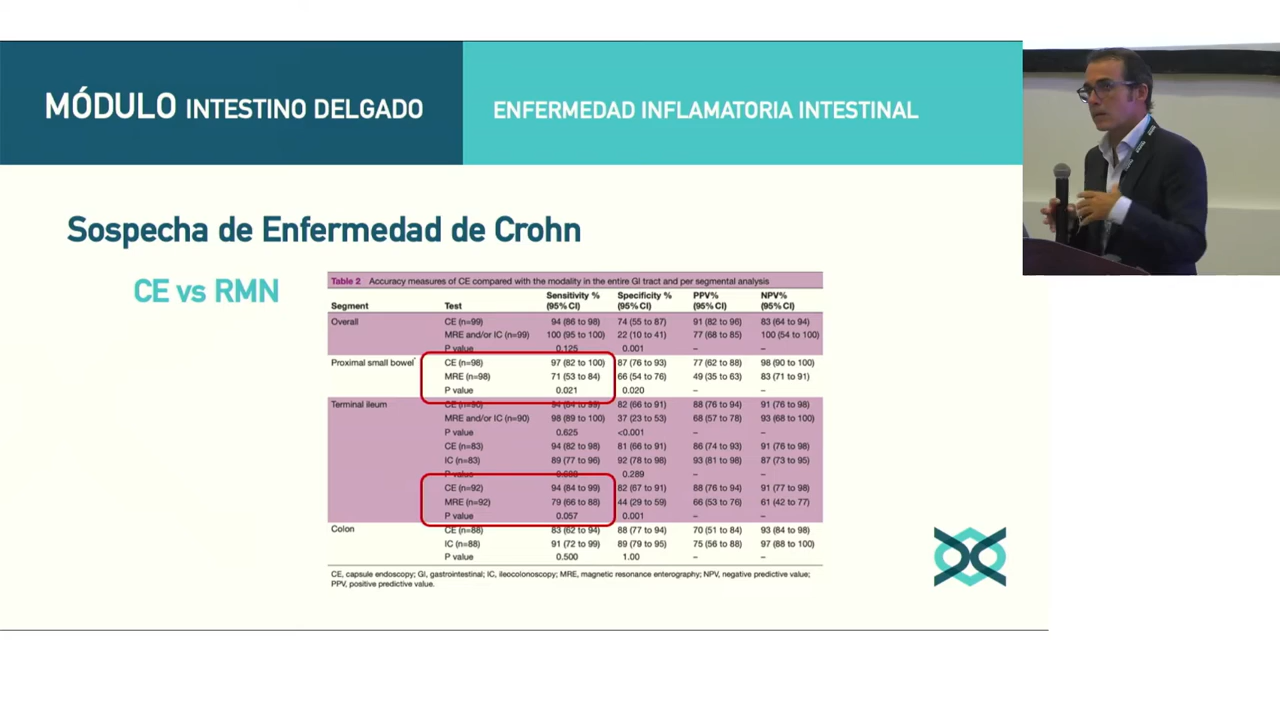 MÓDULO INTESTINO DELGADO
ENFERMEDAD INFLAMATORIA INTESTINAL
Sospecha de Enfermedad de Crohn
CE vs RMN
Table 2 Accuracy measures of CE compared with the modality in the entire GI tract and per segmental analysis
Segment Test Sensitivity % (95% CI) Specificity % (95% CI) PPV% (95% CI) NPV% (95% CI)
Overall CE (n=99) 94 (86 to 98) 74 (55 to 87) 91 (82 to 96) 83 (64 to 94)
MRE and/or IC (n=99) 100 (95 to 100) 22 (10 to 41) 77 (68 to 85) 100 (54 to 100)
P value 0.125 0.001 – –
Proximal small bowel* CE (n=98) 97 (82 to 100) 87 (76 to 93) 77 (62 to 88) 98 (90 to 100)
MRE (n=98) 71 (53 to 84) 66 (54 to 76) 49 (35 to 63) 83 (71 to 91)
P value 0.021 0.020 – –
Terminal ileum CE (n=90) 94 (84 to 99) 82 (66 to 91) 88 (76 to 94) 91 (76 to 98)
MRE and/or IC (n=90) 98 (89 to 100) 37 (23 to 53) 68 (57 to 78) 93 (68 to 100)
P value 0.625 <0.001 – –
CE (n=83) 94 (82 to 98) 81 (66 to 91) 86 (74 to 93) 91 (76 to 98)
IC (n=83) 89 (77 to 96) 92 (78 to 98) 93 (81 to 98) 87 (73 to 95)
P value 0.289 – –
CE (n=92) 94 (84 to 99) 82 (67 to 91) 88 (76 to 94) 91 (77 to 98)
MRE (n=92) 79 (66 to 88) 44 (29 to 59) 66 (53 to 76) 61 (42 to 77)
P value 0.057 0.001 – –
Colon CE (n=88) 83 (62 to 94) 88 (77 to 94) 70 (51 to 84) 93 (84 to 98)
IC (n=88) 91 (72 to 99) 89 (79 to 95) 75 (56 to 88) 97 (88 to 100)
P value 0.500 1.00 – –
CE, capsule endoscopy; GI, gastrointestinal; IC, ileocolonoscopy; MRE, magnetic resonance enterography; NPV, negative predictive value;
PPV, positive predictive value.